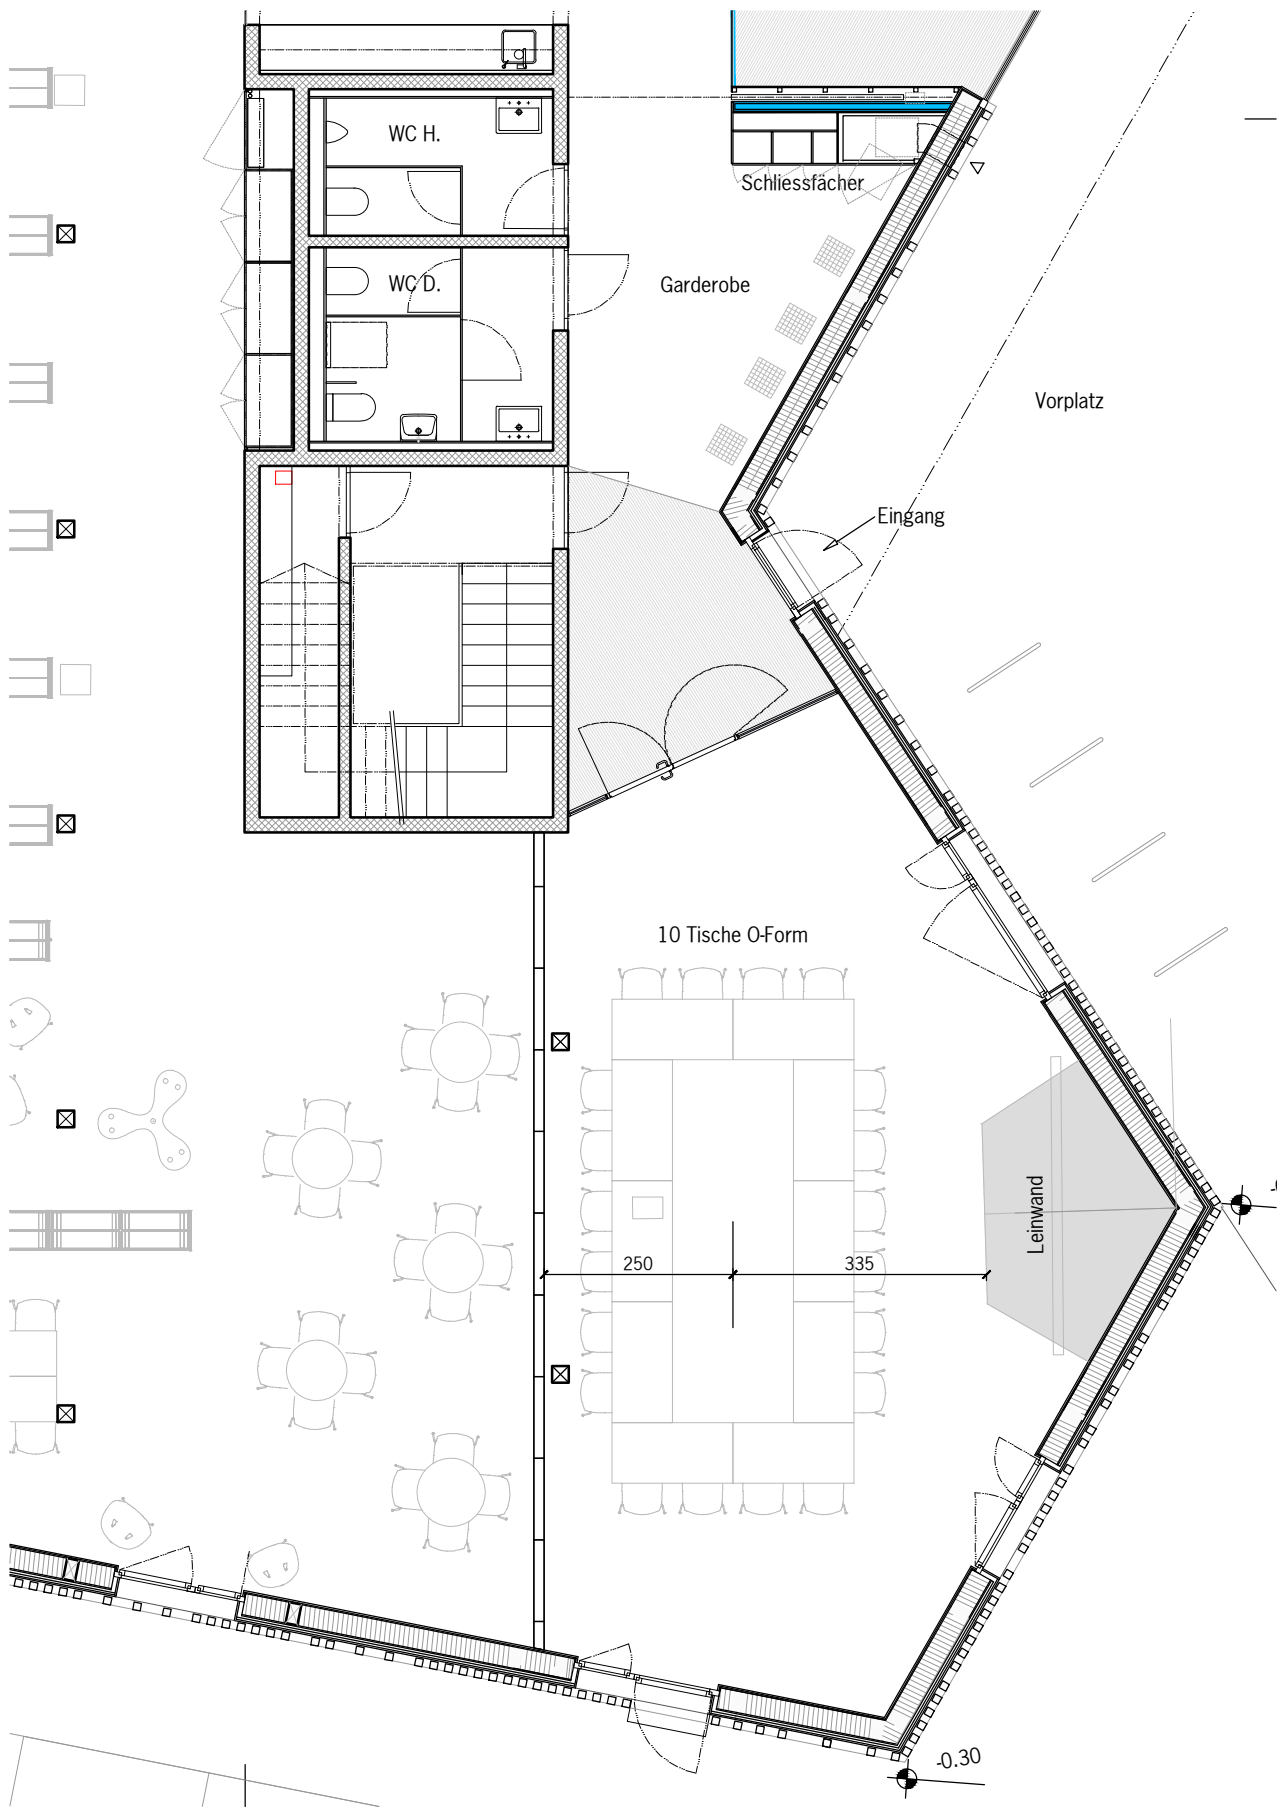 WC H.
Schliessfächer
WC D.
Garderobe
Vorplatz
Eingang
10 Tische O-Form
Leinwand
250
335
-0.30